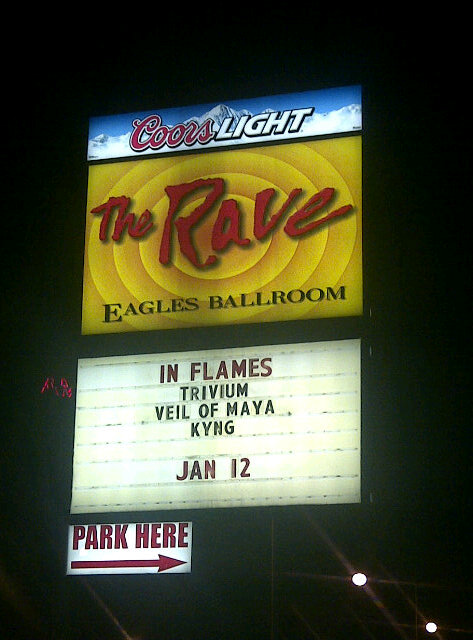 Coors LIGHT
The Rave
EAGLES BALLROOM
IN FLAMES
TRIVIUM
VEIL OF MAYA
KYNG
JAN 12
PARK HERE